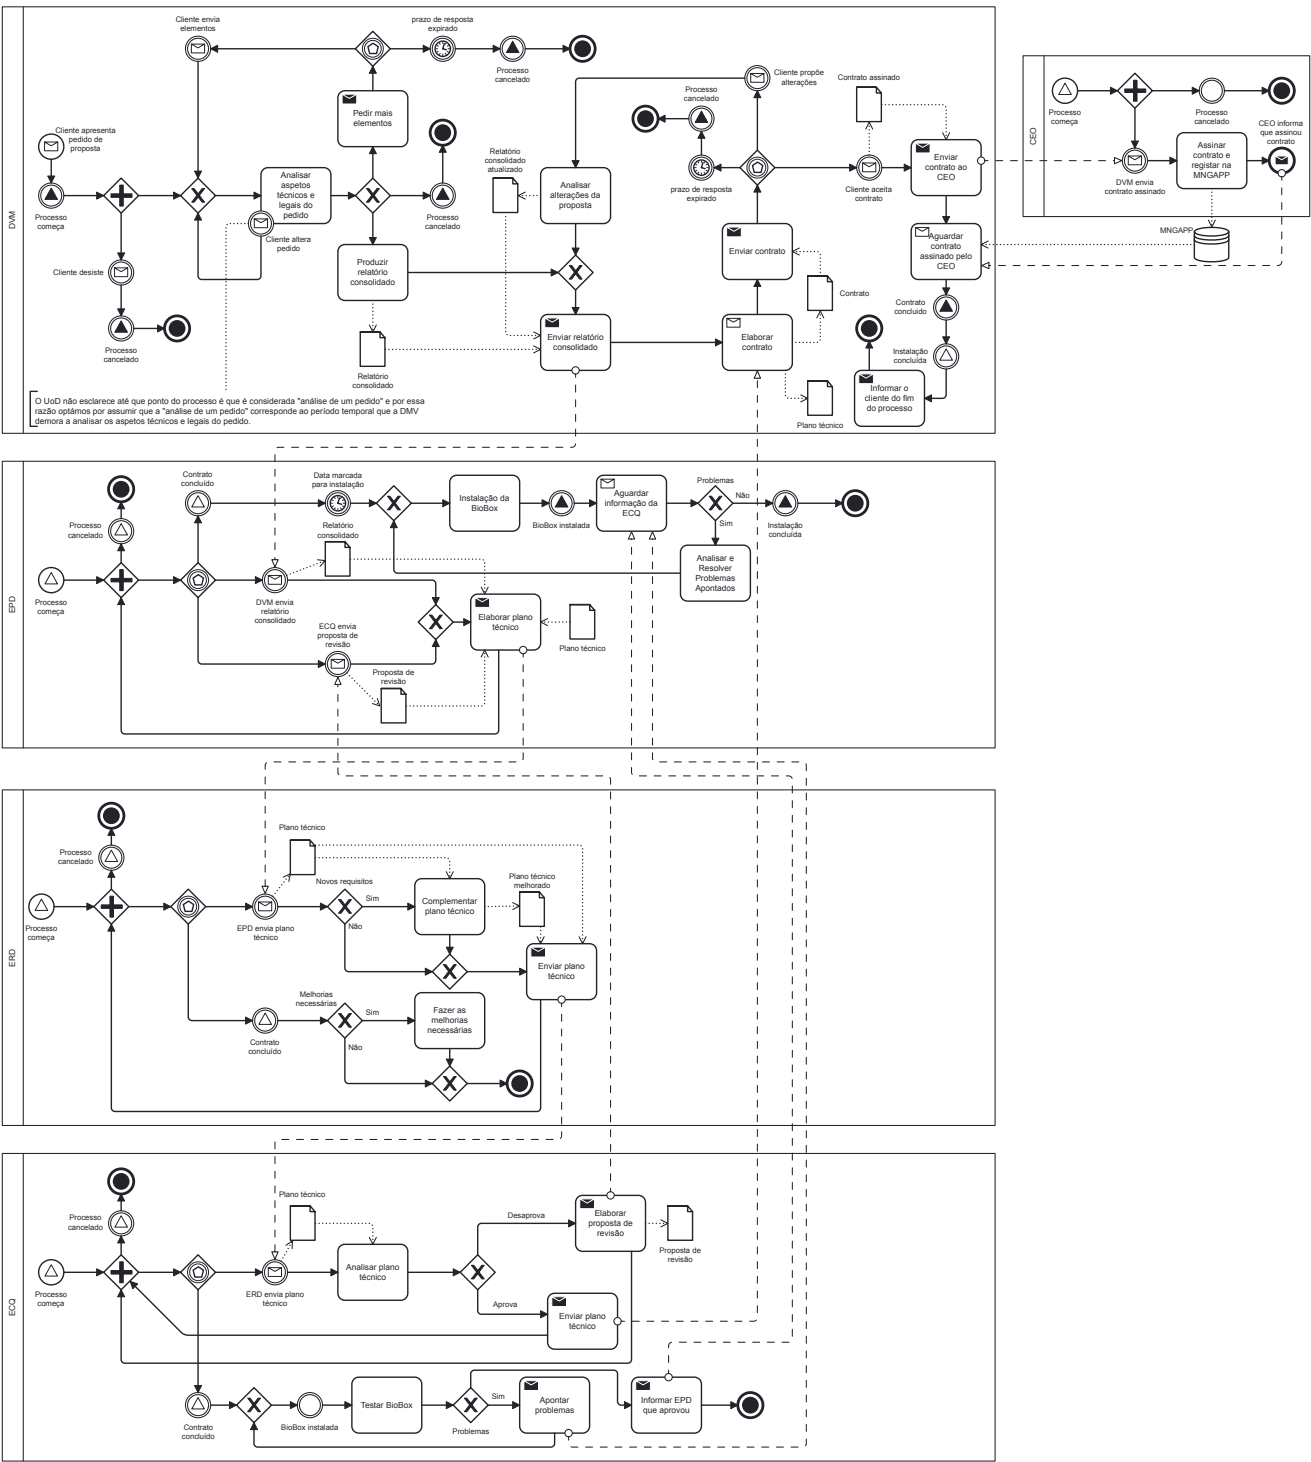 DVM
Cliente envia
elementos
prazo de resposta
expirado
Processo
cancelado
Pedir mais
elementos
Cliente apresenta
pedido de
proposta
Processo
começa
Analisar
aspetos
técnicos e
legais do
pedido
Cliente altera
pedido
Processo
cancelado
Cliente desiste
Processo
cancelado
Produzir
relatório
consolidado
Relatório
consolidado
Relatório
consolidado
atualizado
Analisar
alterações da
proposta
Enviar relatório
consolidado
Cliente propõe
alterações
Processo
cancelado
prazo de resposta
expirado
Contrato assinado
Cliente aceita
contrato
Enviar
contrato ao
CEO
Enviar contrato
Contrato
Elaborar
contrato
Plano técnico
Aguardar
contrato
assinado pelo
CEO
Contrato
concluido
Instalação
concluída
Informar o
cliente do fim
do processo
O UoD não esclarece até que ponto do processo é que é considerada "análise de um pedido" e por essa
razão optámos por assumir que a "análise de um pedido" corresponde ao período temporal que a DMV
demora a analisar os aspetos técnicos e legais do pedido.
CEO
Processo
começa
Processo
cancelado
CEO informa
que assinou
contrato
DVM envia
contrato assinado
Assinar
contrato e
registar na
MNGAPP
MNGAPP
EPD
Processo
cancelado
Processo
começa
Contrato
concluído
Data marcada
para instalação
Relatório
consolidado
DVM envia
relatório
consolidado
ECQ envia
proposta de
revisão
Proposta de
revisão
Instalação da
BioBox
BioBox instalada
Aguardar
informação da
ECQ
Problemas
Não
Sim
Instalação
concluída
Analisar e
Resolver
Problemas
Apontados
Elaborar plano
técnico
Plano técnico
ERD
Processo
cancelado
Processo
começa
Plano técnico
EPD envia plano
técnico
Novos requisitos
Sim
Não
Complementar
plano técnico
Plano técnico
melhorado
Enviar plano
técnico
Contrato
concluído
Melhorias
necessárias
Sim
Não
Fazer as
melhorias
necessárias
ECQ
Processo
cancelado
Processo
começa
Plano técnico
ERD envia plano
técnico
Analisar plano
técnico
Desaprova
Aprova
Elaborar
proposta de
revisão
Proposta de
revisão
Enviar plano
técnico
Contrato
concluído
BioBox instalada
Testar BioBox
Problemas
Sim
Apontar
problemas
Informar EPD
que aprovou